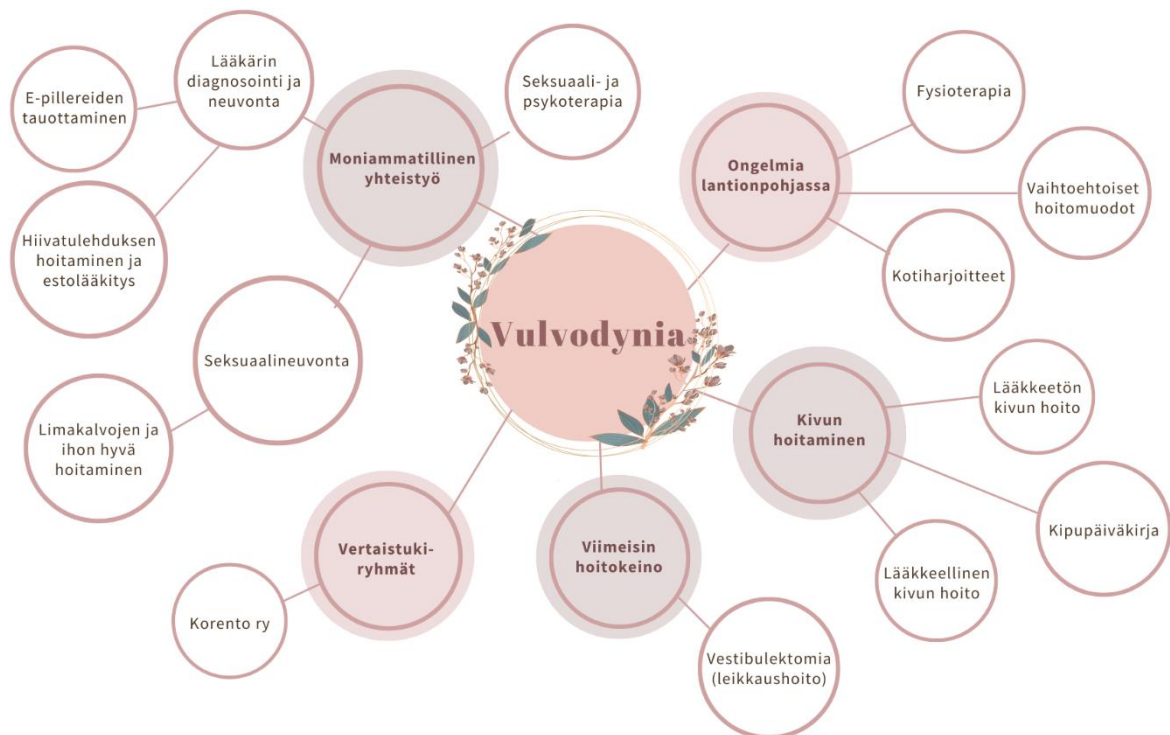 Lääkärin
diagnosointi ja
neuvonta
E-pillereiden
tauottaminen
Hiivatulehduksen
hoitaminen ja
estolääkitys
Moniammatillinen
yhteistyö
Seksuaali- ja
psykoterapia
Seksuaalineuvonta
Limakalvojen ja
ihon hyvä
hoitaminen
Ongelmia
lantionpohjassa
Fysioterapia
Vaihtoehtoiset
hoitomuodot
Kotiharjoitteet
Vulvodynia
Kivun
hoitaminen
Lääkkeetön
kivun hoito
Kipupäiväkirja
Lääkkeellinen
kivun hoito
Vertaistuki-
ryhmät
Korento ry
Viimeisin
hoitokeino
Vestibulektomia
(leikkaushoito)